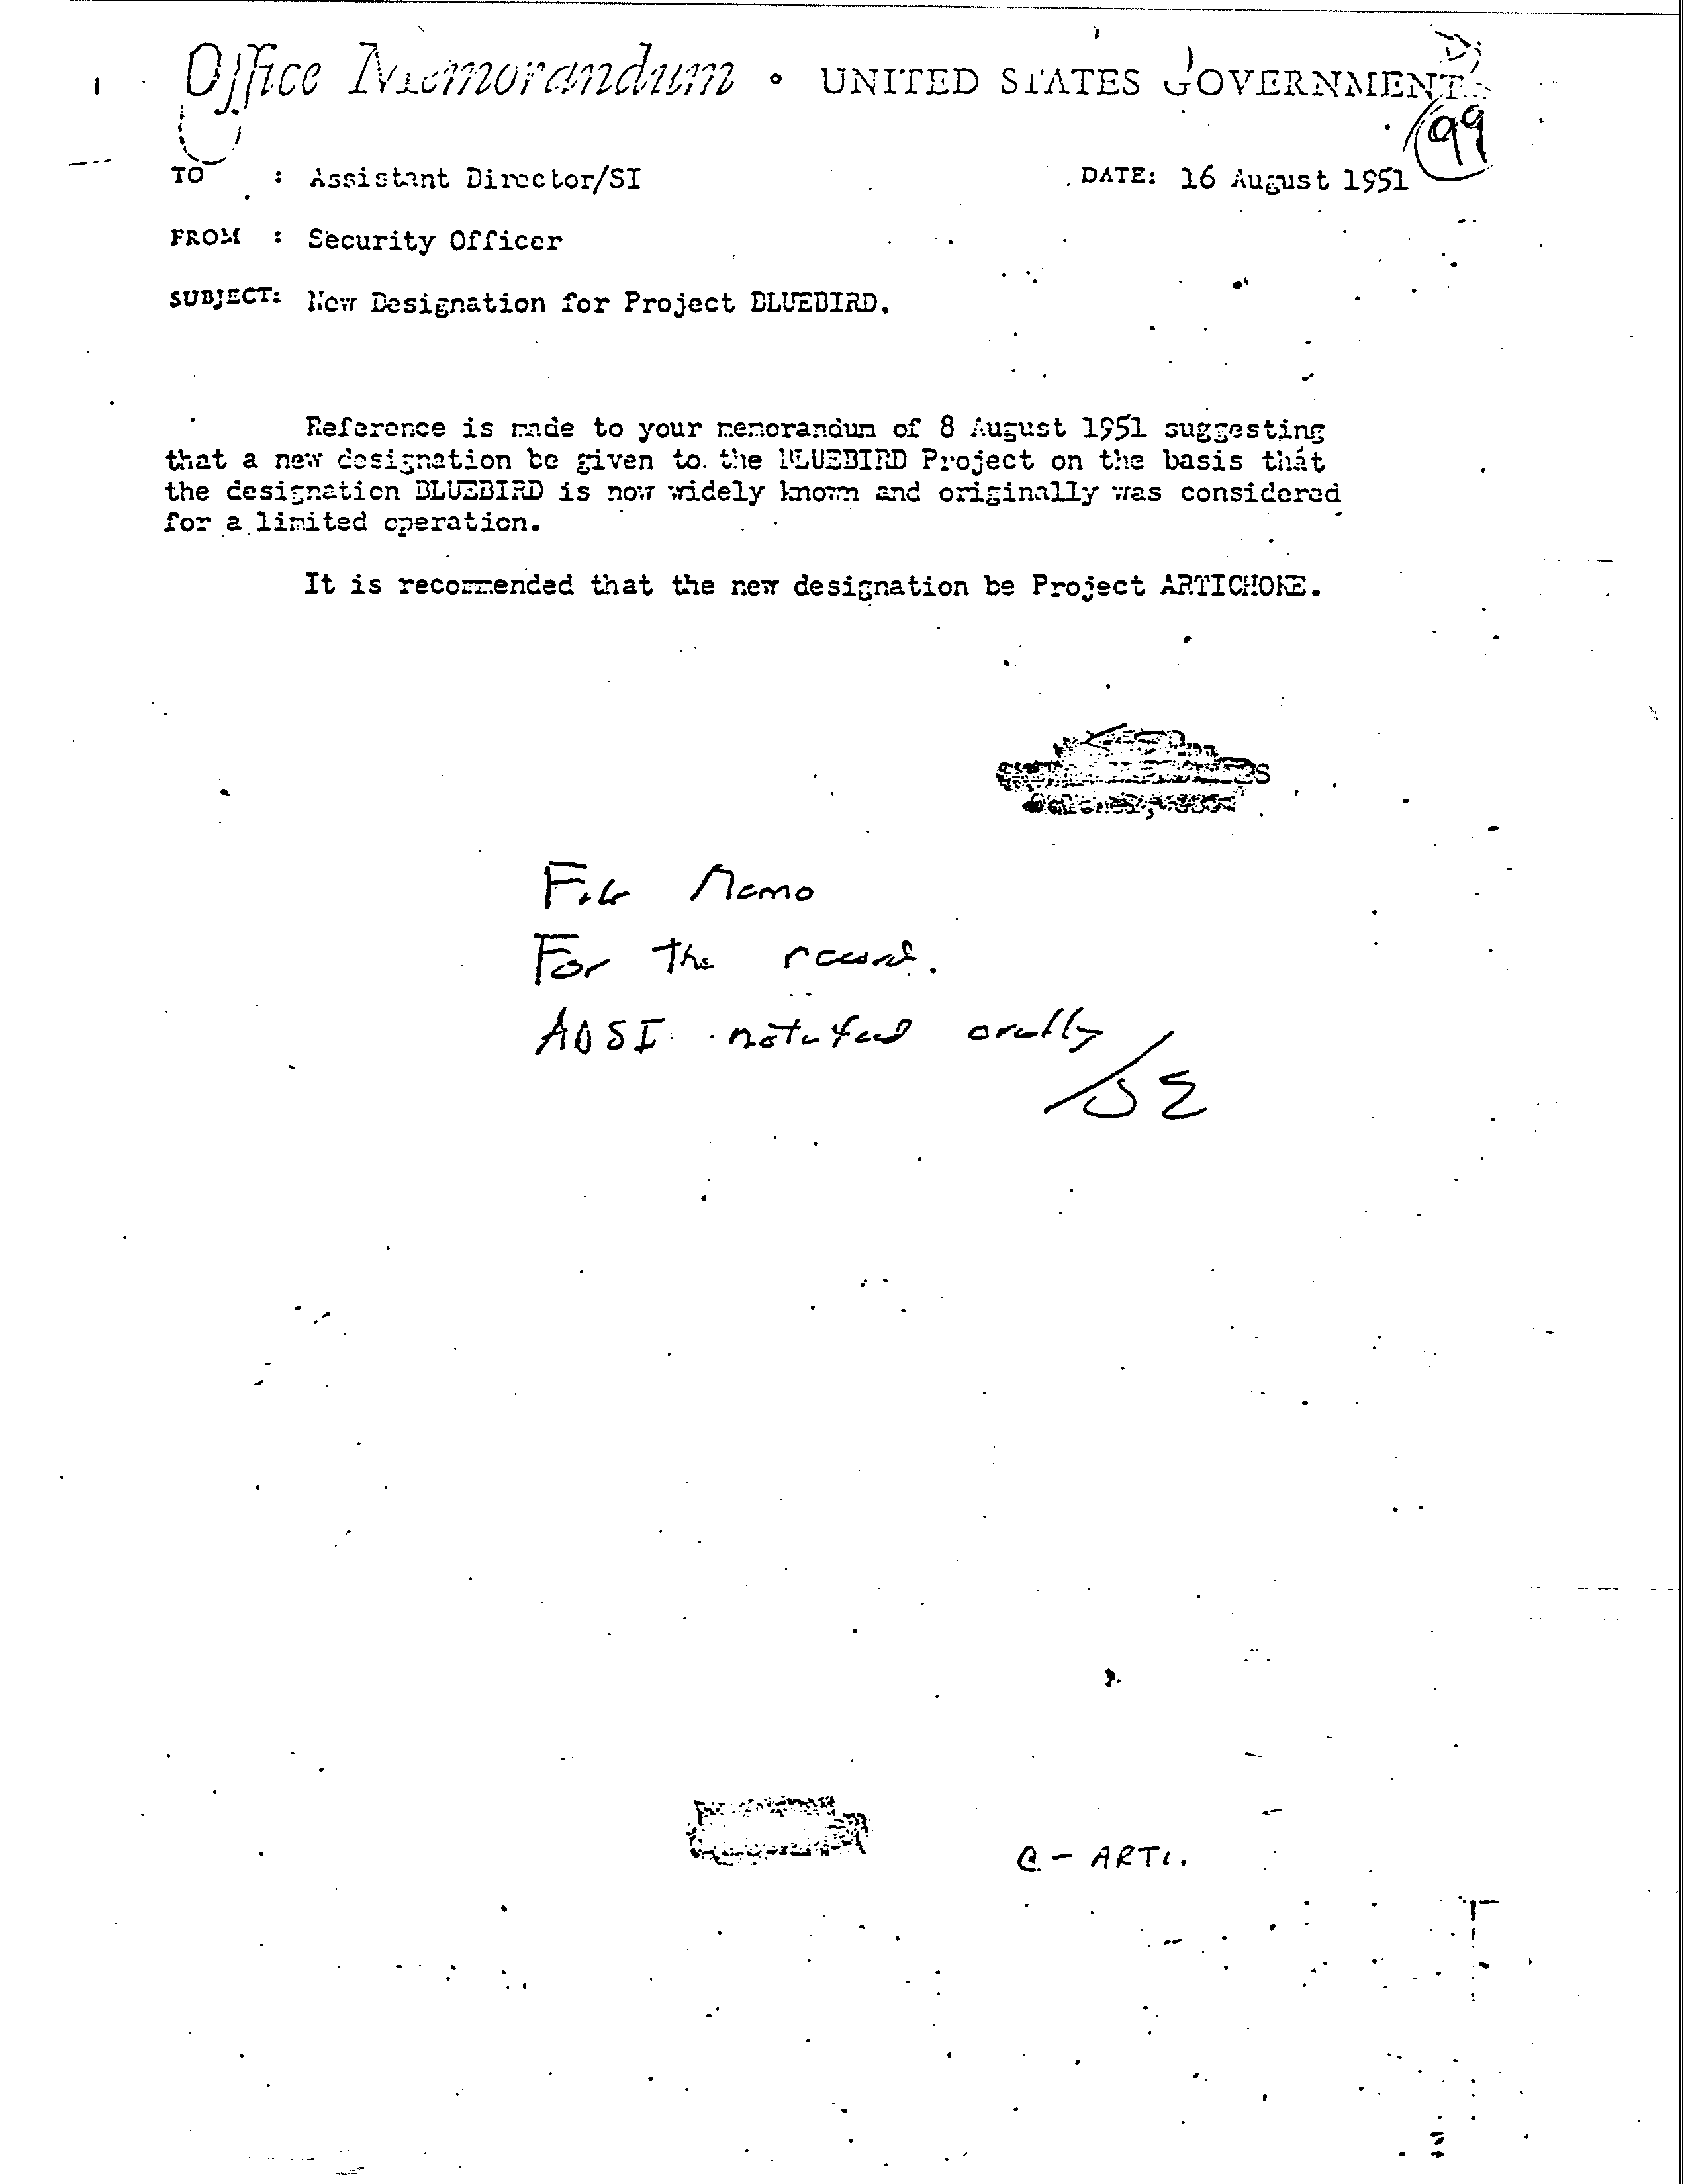 Office Memorandum • UNITED STATES GOVERNMENT
99
TO : Assistant Director/SI DATE: 16 August 1951
FROM : Security Officer
SUBJECT: New Designation for Project BLUEBIRD.
Reference is made to your memorandum of 8 August 1951 suggesting
that a new designation be given to the BLUEBIRD Project on the basis that
the designation BLUEBIRD is now widely known and originally was considered
for a limited operation.
It is recommended that the new designation be Project ARTICHOKE.
File Memo
For the record.
ADSI notified orally
C - ARTI.